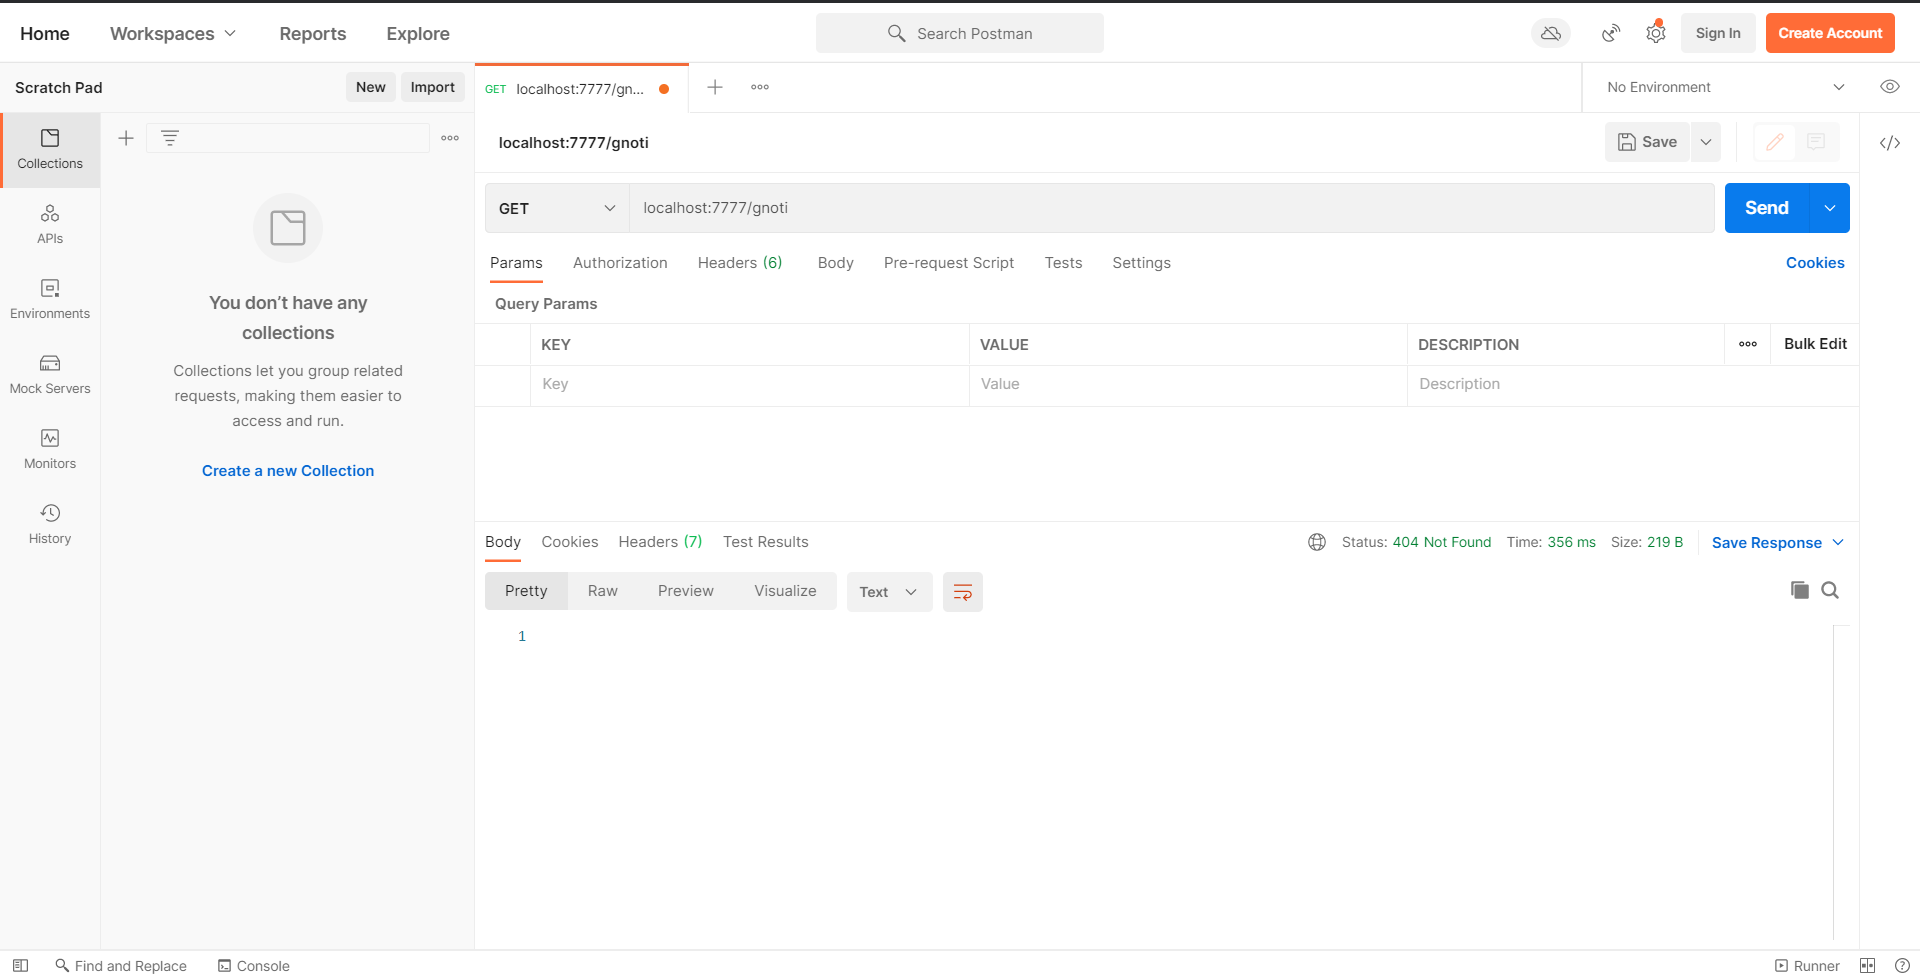 Home Workspaces Reports Explore Search Postman Sign In Create Account
Scratch Pad New Import GET localhost:7777/gn... No Environment
Collections
APIs
Environments
Mock Servers
Monitors
History
You don’t have any
collections
Collections let you group related
requests, making them easier to
access and run.
Create a new Collection
localhost:7777/gnoti Save
GET localhost:7777/gnoti Send
Params Authorization Headers (6) Body Pre-request Script Tests Settings Cookies
Query Params
KEY VALUE DESCRIPTION Bulk Edit
Key Value Description
Body Cookies Headers (7) Test Results Status: 404 Not Found Time: 356 ms Size: 219 B Save Response
Pretty Raw Preview Visualize Text
1
Find and Replace Console Runner